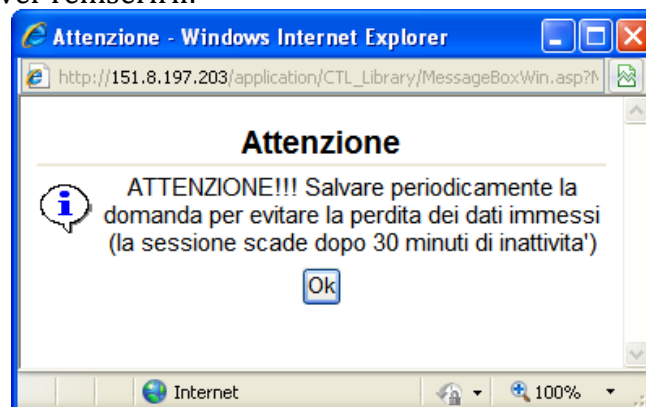 Attenzione - Windows Internet Explorer
http://151.8.197.203/application/CTL_Library/MessageBoxWin.asp?
Attenzione
ATTENZIONE!!! Salvare periodicamente la
domanda per evitare la perdita dei dati immessi
(la sessione scade dopo 30 minuti di inattivita')
Ok
Internet
100%